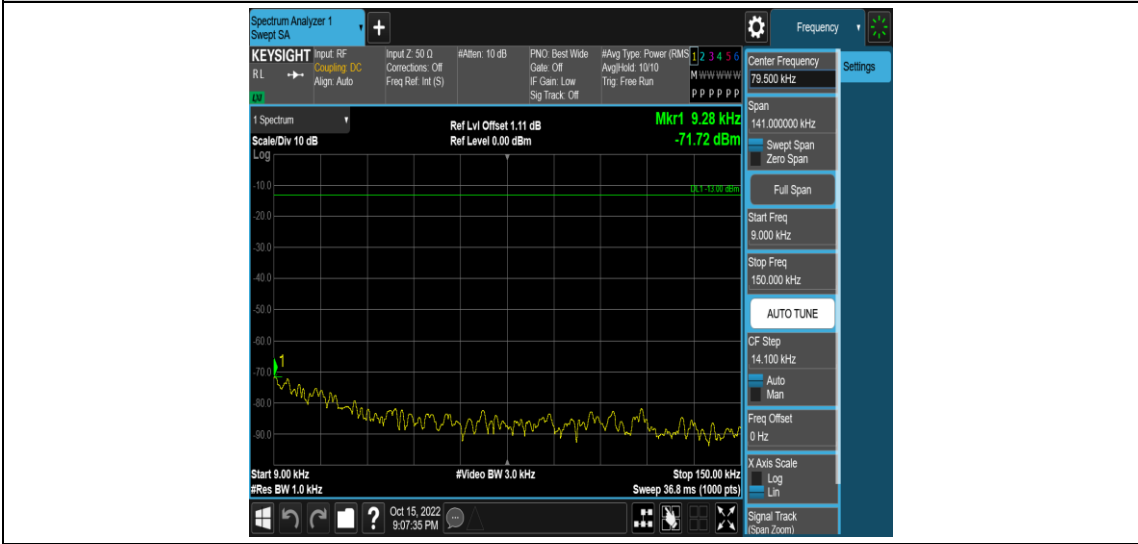 Spectrum Analyzer 1
Swept SA
+
Frequency
KEYSIGHT
RL
Input: RF
Coupling: DC
Align: Auto
Input Z: 50 Ω
Corrections: Off
Freq Ref: Int (S)
#Atten: 10 dB
PNO: Best Wide
Gate: Off
IF Gain: Low
Sig Track: Off
#Avg Type: Power (RMS
Avg|Hold: 10/10
Trig: Free Run
1 2 3 4 5 6
M W W W W W
P P P P P P
1 Spectrum
Scale/Div 10 dB
Log
Ref Lvl Offset 1.11 dB
Ref Level 0.00 dBm
Mkr1 9.28 kHz
-71.72 dBm
DL1 -13.00 dBm
-10.0
-20.0
-30.0
-40.0
-50.0
-60.0
-70.0
-80.0
-90.0
1
Start 9.00 kHz
#Res BW 1.0 kHz
#Video BW 3.0 kHz
Stop 150.00 kHz
Sweep 36.8 ms (1000 pts)
?
Oct 15, 2022
9:07:35 PM
Center Frequency
79.500 kHz
Span
141.000000 kHz
Swept Span
Zero Span
Full Span
Start Freq
9.000 kHz
Stop Freq
150.000 kHz
AUTO TUNE
CF Step
14.100 kHz
Auto
Man
Freq Offset
0 Hz
X Axis Scale
Log
Lin
Signal Track
(Span Zoom)
Settings